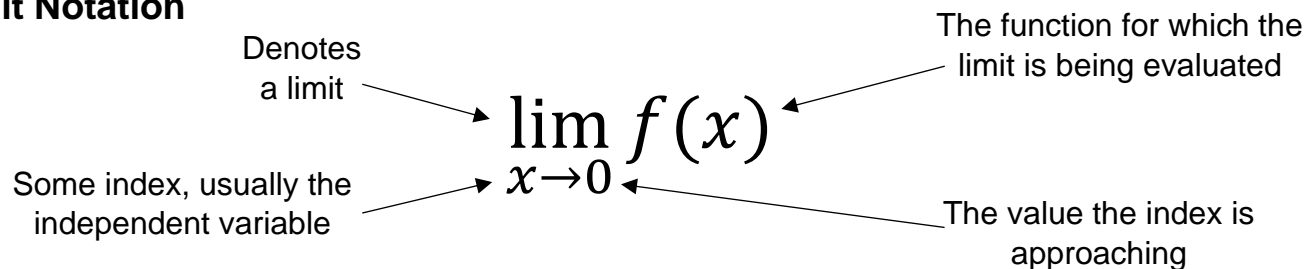 it Notation
Denotes
a limit
The function for which the
limit is being evaluated
lim f(x)
x→0
Some index, usually the
independent variable
The value the index is
approaching